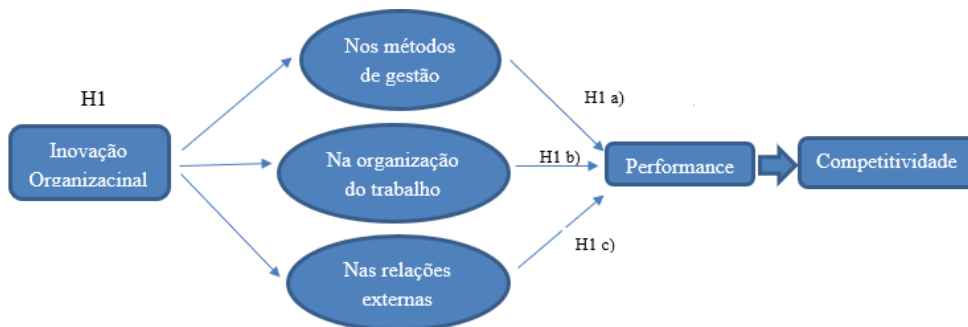 H1
Inovação
Organizacinal
Nos métodos
de gestão
Na organização
do trabalho
Nas relações
externas
H1 a)
H1 b)
H1 c)
Performance
Competitividade